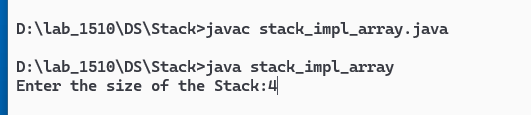 D:\lab_1510\DS\Stack>javac stack_impl_array.java
D:\lab_1510\DS\Stack>java stack_impl_array
Enter the size of the Stack:4